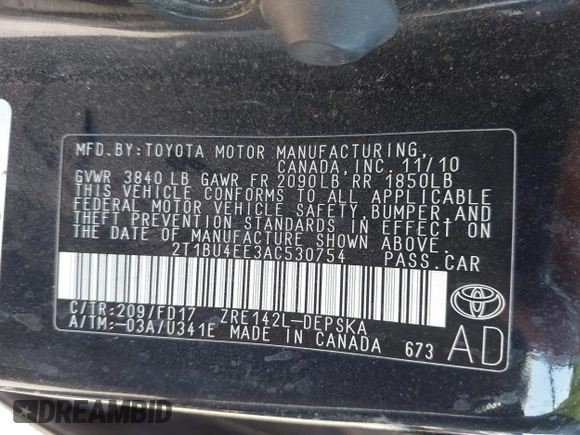 MFD.BY:TOYOTA MOTOR MANUFACTURING,
CANADA, INC. 11/10
GVWR 3840 LB GAWR FR 2090LB RR 1850LB
THIS VEHICLE CONFORMS TO ALL APPLICABLE
FEDERAL MOTOR VEHICLE SAFETY, BUMPER, AND
THEFT PREVENTION STANDARDS IN EFFECT ON
THE DATE OF MANUFACTURE SHOWN ABOVE.
2T1BU4EE3AC530754 PASS.CAR
C/TR:209/FD17 ZRE142L-DEPSKA
A/TM:-03A/U341E MADE IN CANADA 673
AD
DREAMBID